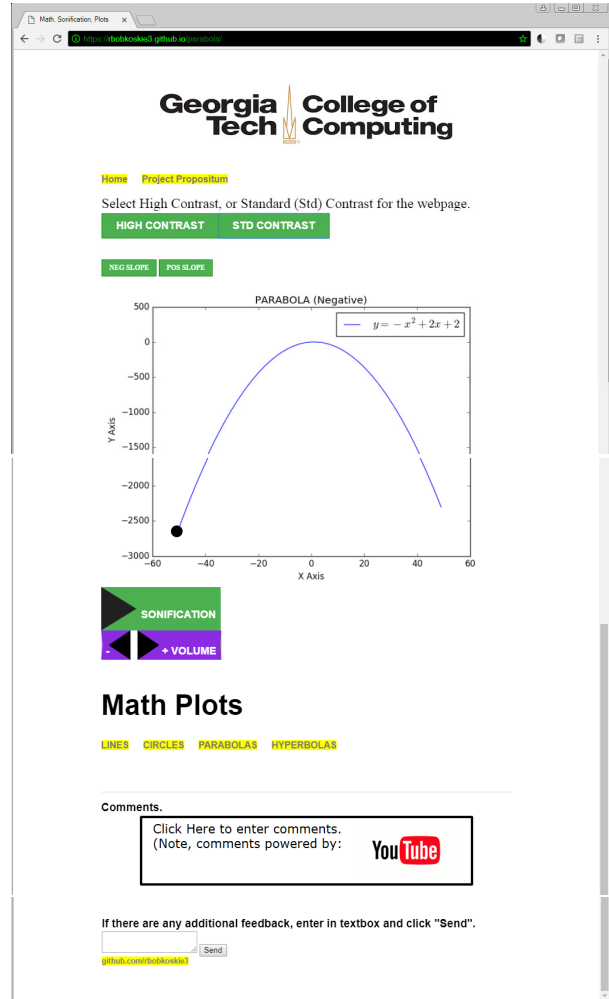 Math, Sonification, Plots
https://rbobkoskie3.github.io/parabola/
Georgia Tech
College of Computing
Home Project Propositum
Select High Contrast, or Standard (Std) Contrast for the webpage.
HIGH CONTRAST STD CONTRAST
NEG SLOPE POS SLOPE
PARABOLA (Negative)
y = − x² + 2x + 2
500
0
−500
−1000
−1500
−2000
−2500
−3000
Y Axis
−60 −40 −20 0 20 40 60
X Axis
SONIFICATION
- + VOLUME
Math Plots
LINES CIRCLES PARABOLAS HYPERBOLAS
Comments.
Click Here to enter comments.
(Note, comments powered by:
YouTube
If there are any additional feedback, enter in textbox and click "Send".
Send
github.com/rbobkoskie3